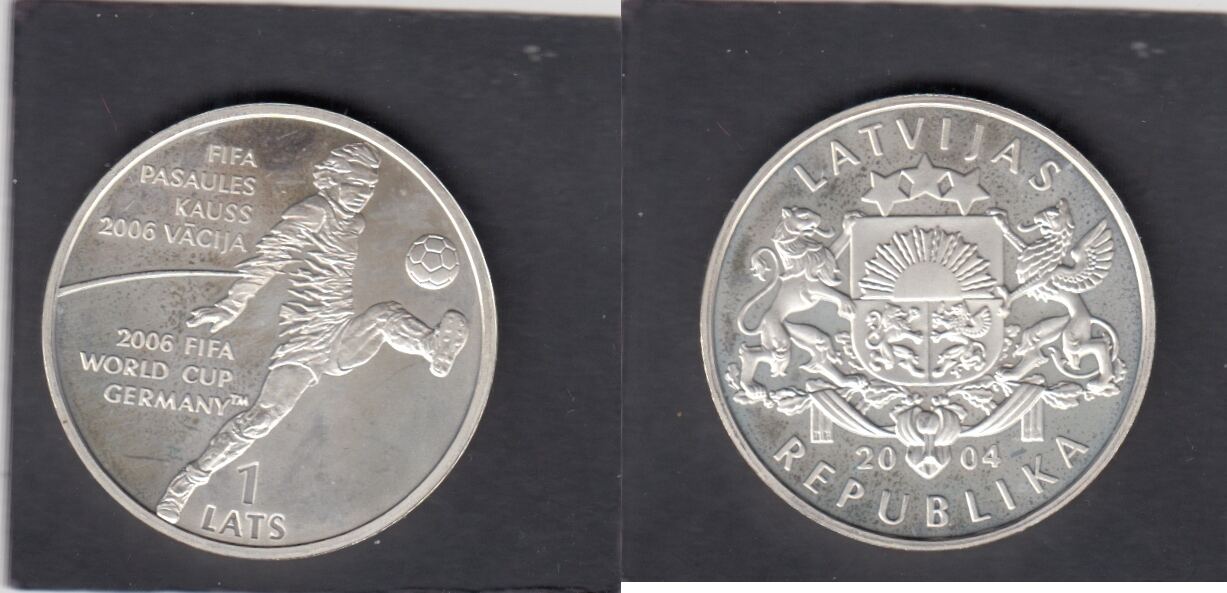 FIFA
PASAULES
KAUSS
2006 VĀCIJA
2006 FIFA
WORLD CUP
GERMANY™
1
LATS
LATVIJAS
20 04
REPUBLIKA